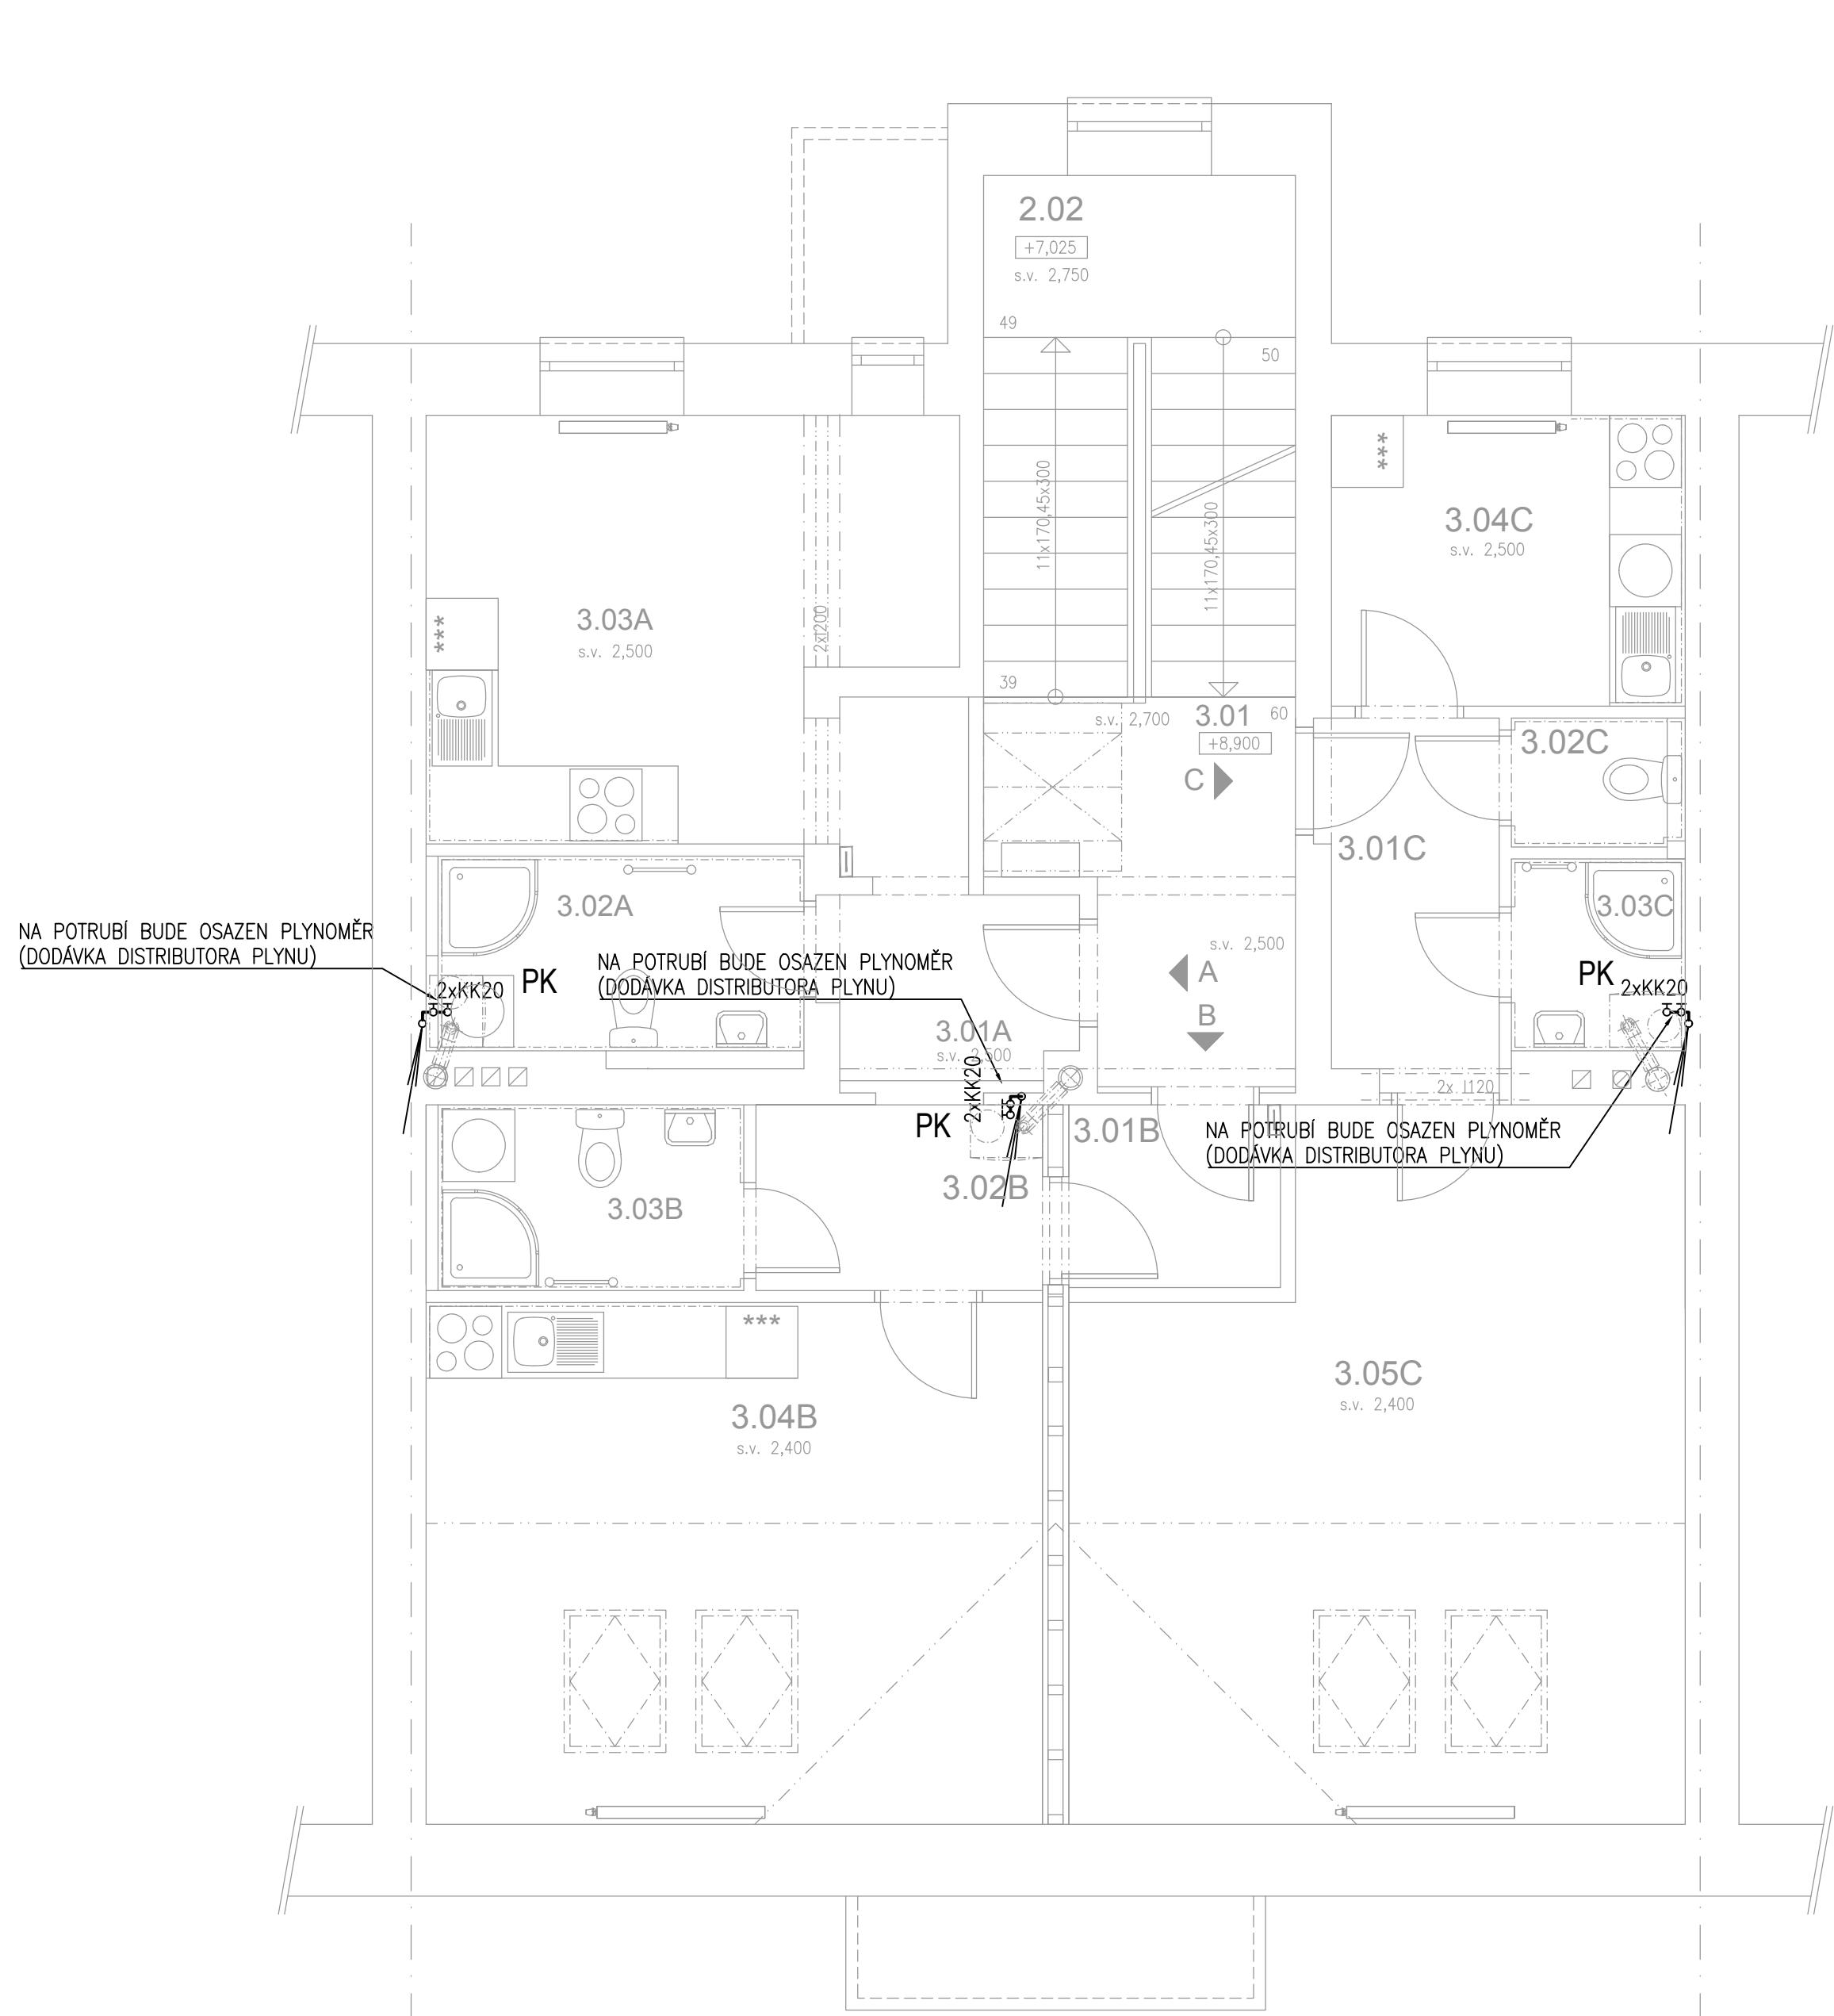 2.02
+7,025
s.v. 2,750
49
50
11x170,45x300
11x170,45x300
***
3.04C
s.v. 2,500
3.03A
s.v. 2,500
***
2xI200
39
s.v. 2,700
3.01
60
+8,900
C
3.02C
3.01C
3.02A
3.03C
NA POTRUBÍ BUDE OSAZEN PLYNOMĚR
(DODÁVKA DISTRIBUTORA PLYNU)
s.v. 2,500
NA POTRUBÍ BUDE OSAZEN PLYNOMĚR
(DODÁVKA DISTRIBUTORA PLYNU)
A
PK
2xKK20
PK
2xKK20
B
3.01A
s.v. 2,500
2xKK20
2x I120
PK
3.01B
NA POTRUBÍ BUDE OSAZEN PLYNOMĚR
(DODÁVKA DISTRIBUTORA PLYNU)
3.02B
3.03B
***
3.05C
s.v. 2,400
3.04B
s.v. 2,400